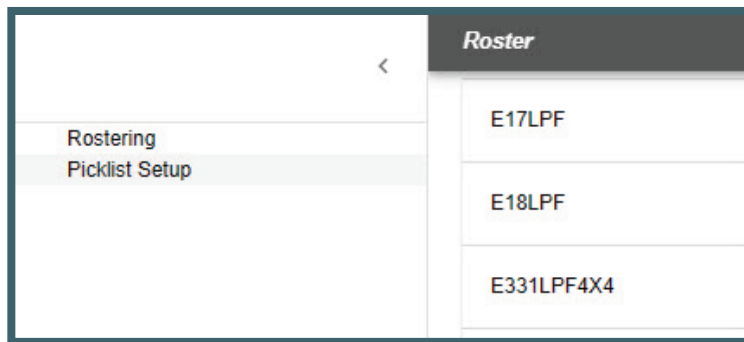 Rostering
Picklist Setup
Roster
E17LPF
E18LPF
E331LPF4X4